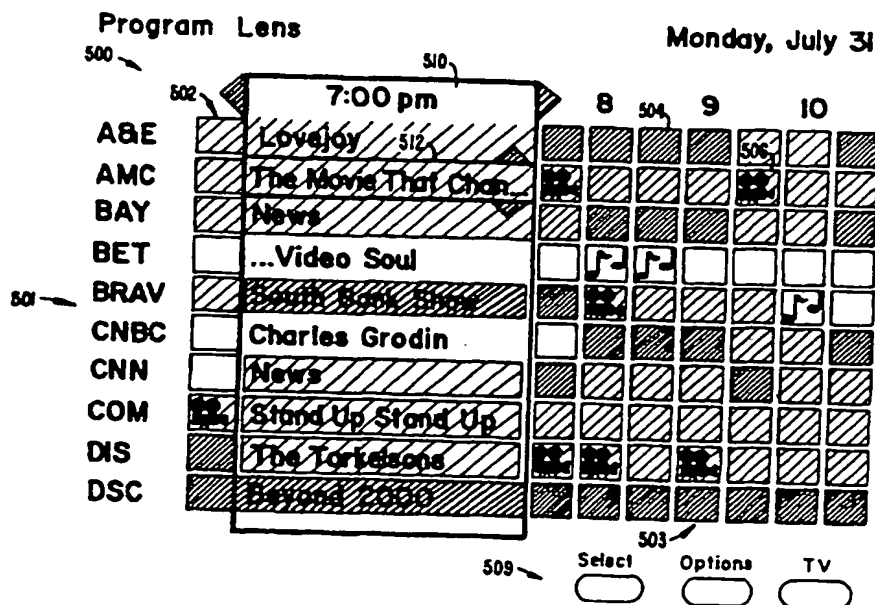 Program Lens
Monday, July 31
500
510
502
7:00 pm
8
504
9
10
A&E
Lovejoy
512
506
AMC
The Movie That Chan...
BAY
News
BET
...Video Soul
501
BRAV
South Bank Show
CNBC
Charles Grodin
CNN
News
COM
Stand Up Stand Up
DIS
The Torkelsons
DSC
Beyond 2000
503
509
Select
Options
TV